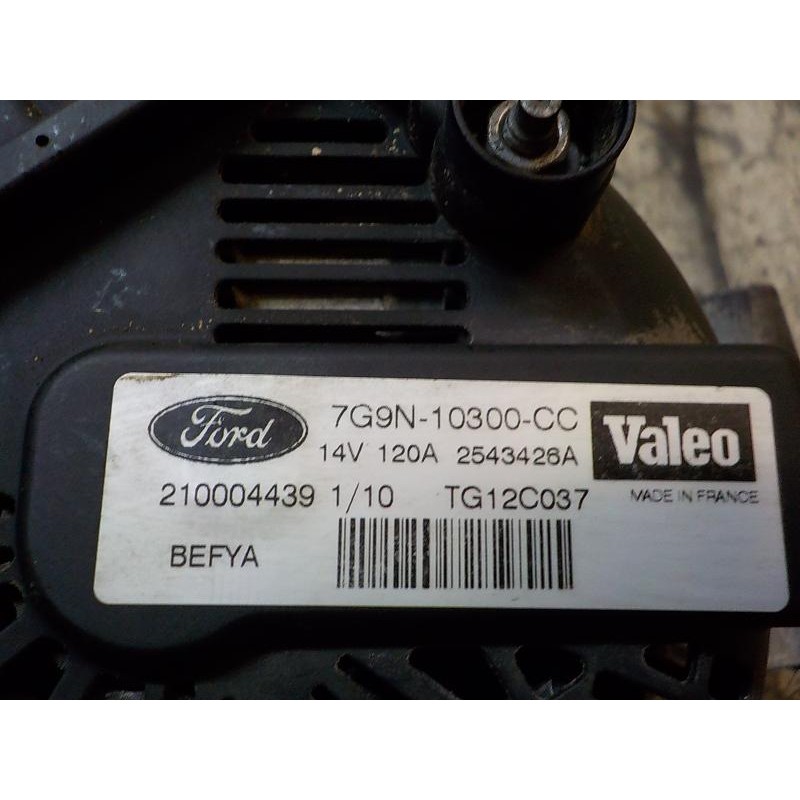 Ford
7G9N-10300-CC
Valeo
14V 120A 2543426A
210004439 1/10 TG12C037
MADE IN FRANCE
BEFYA